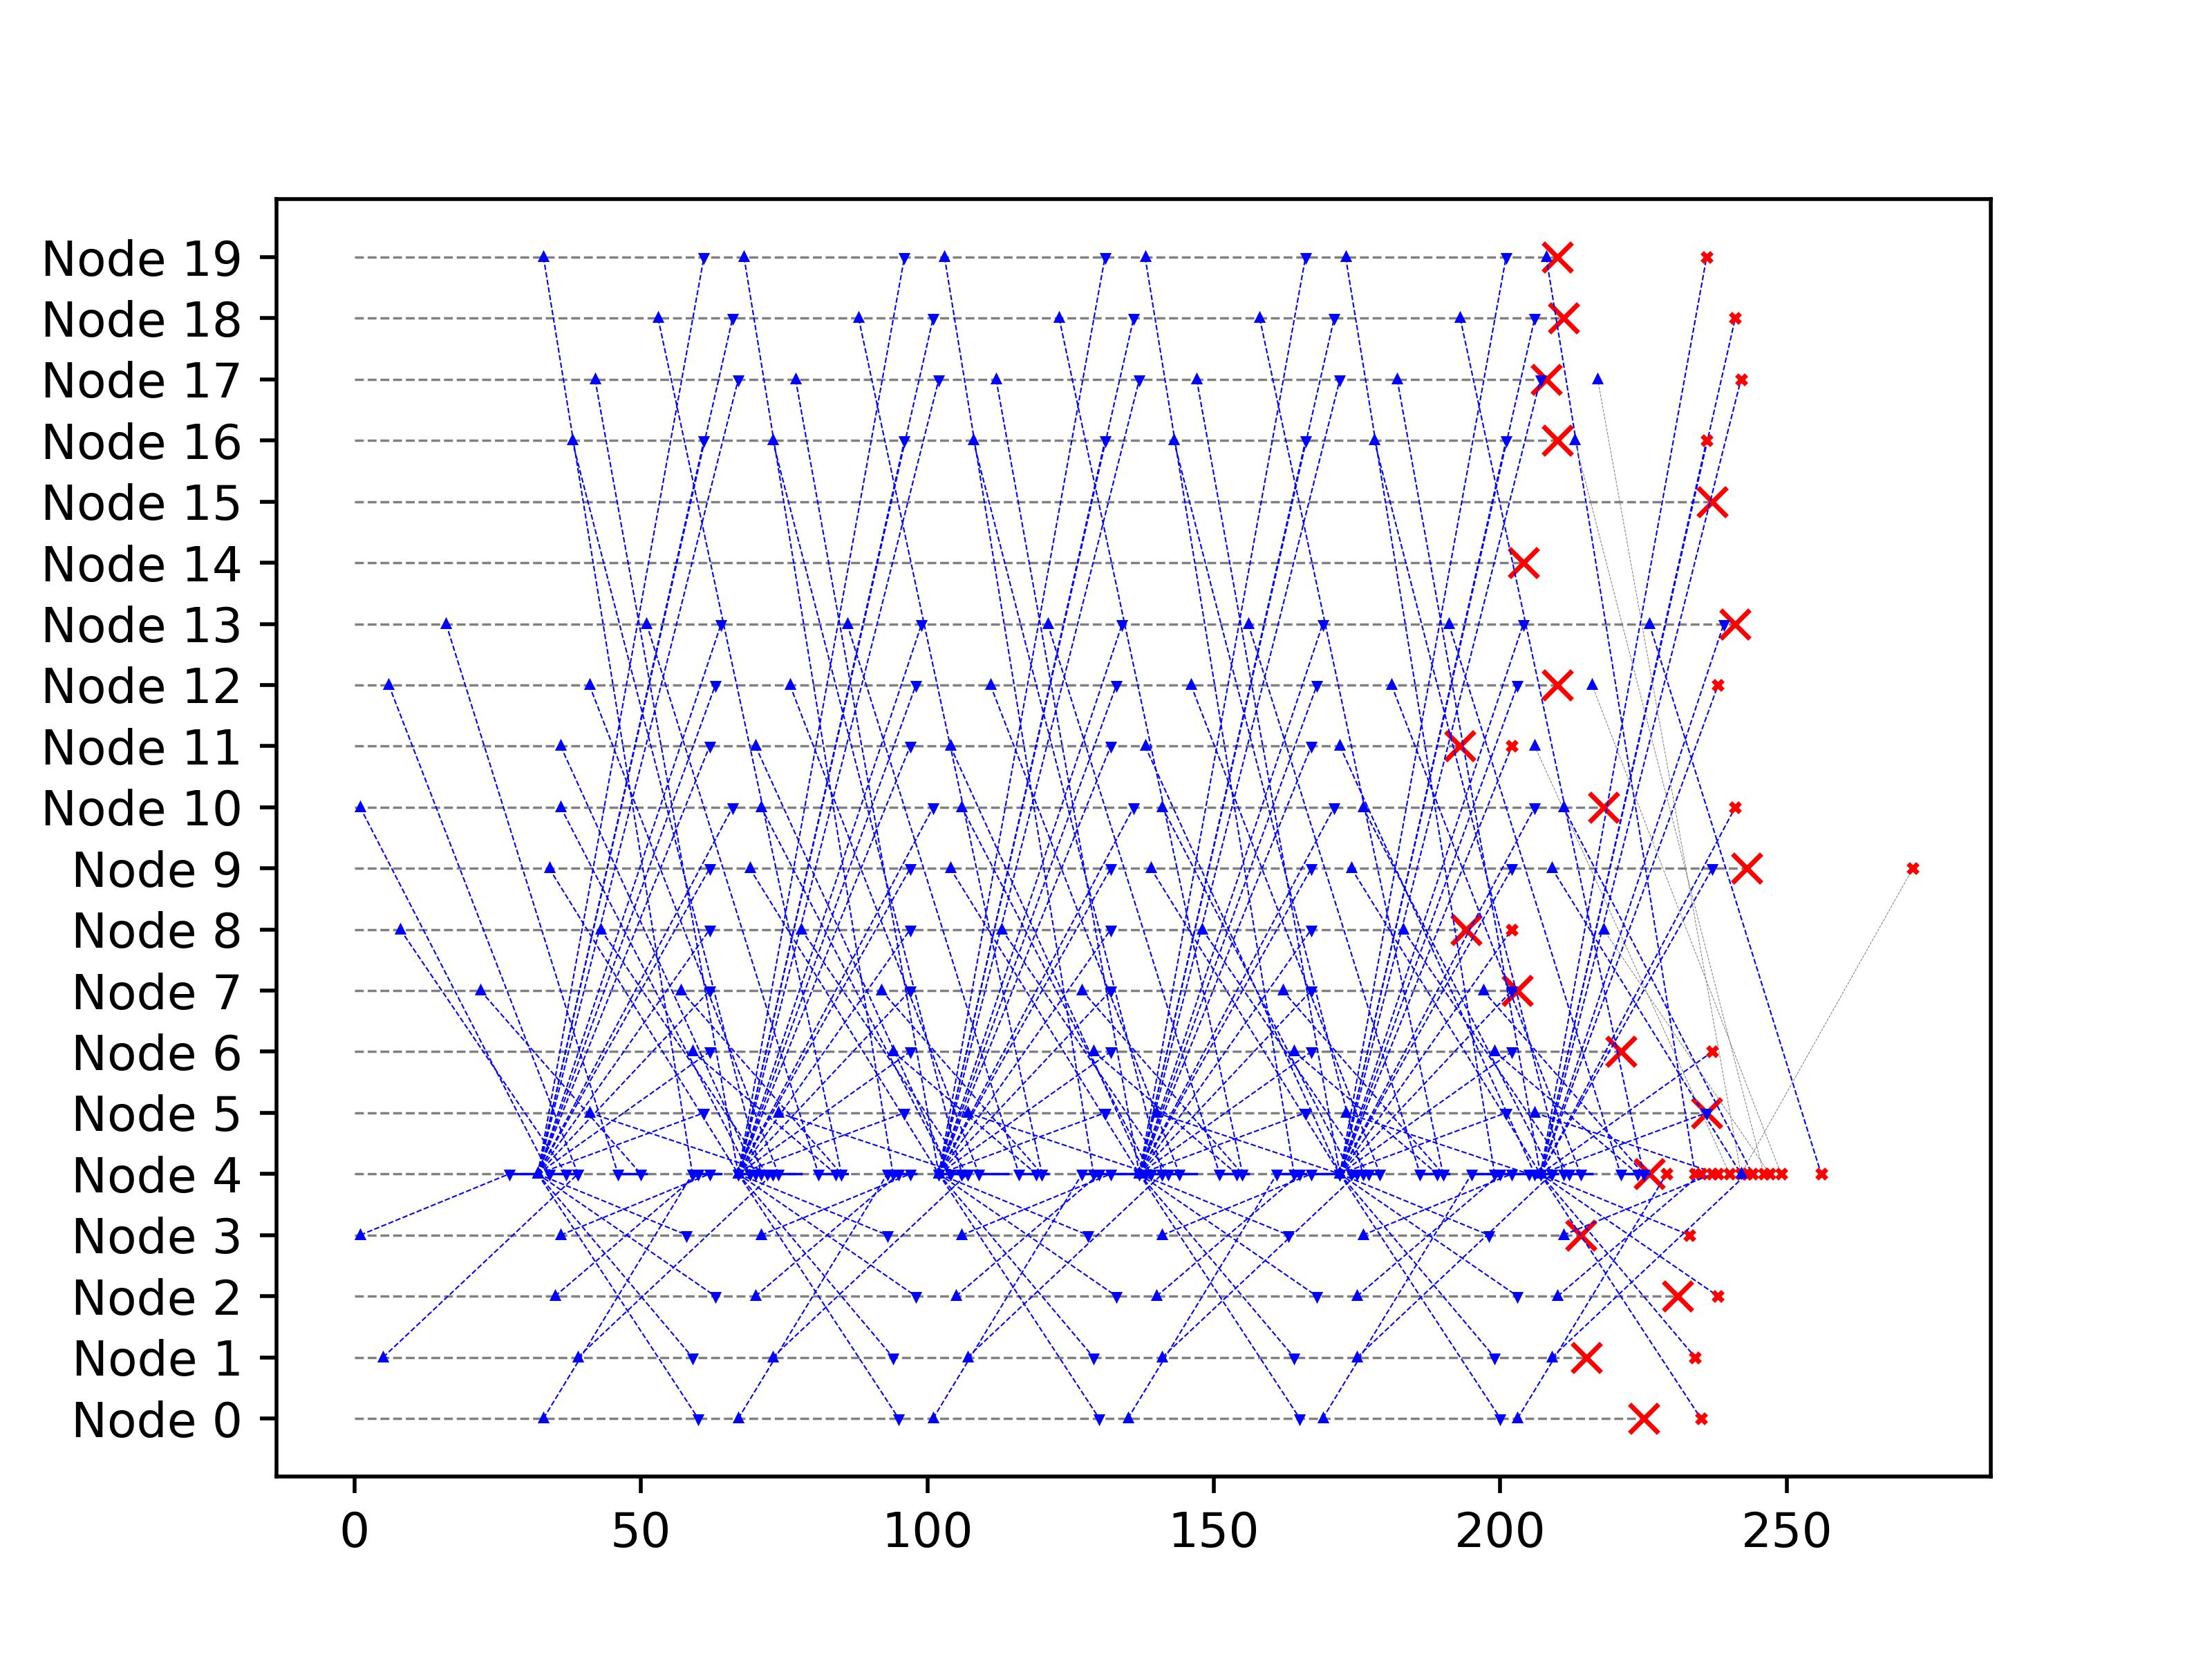 Node 19
Node 18
Node 17
Node 16
Node 15
Node 14
Node 13
Node 12
Node 11
Node 10
Node 9
Node 8
Node 7
Node 6
Node 5
Node 4
Node 3
Node 2
Node 1
Node 0
0 50 100 150 200 250